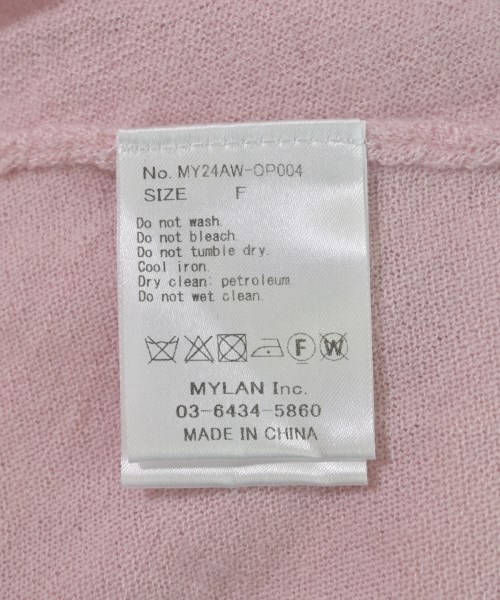 No. MY24AW-OP004
SIZE F
Do not wash.
Do not bleach.
Do not tumble dry.
Cool iron.
Dry clean: petroleum
Do not wet clean.
F W
MYLAN Inc.
03-6434-5860
MADE IN CHINA